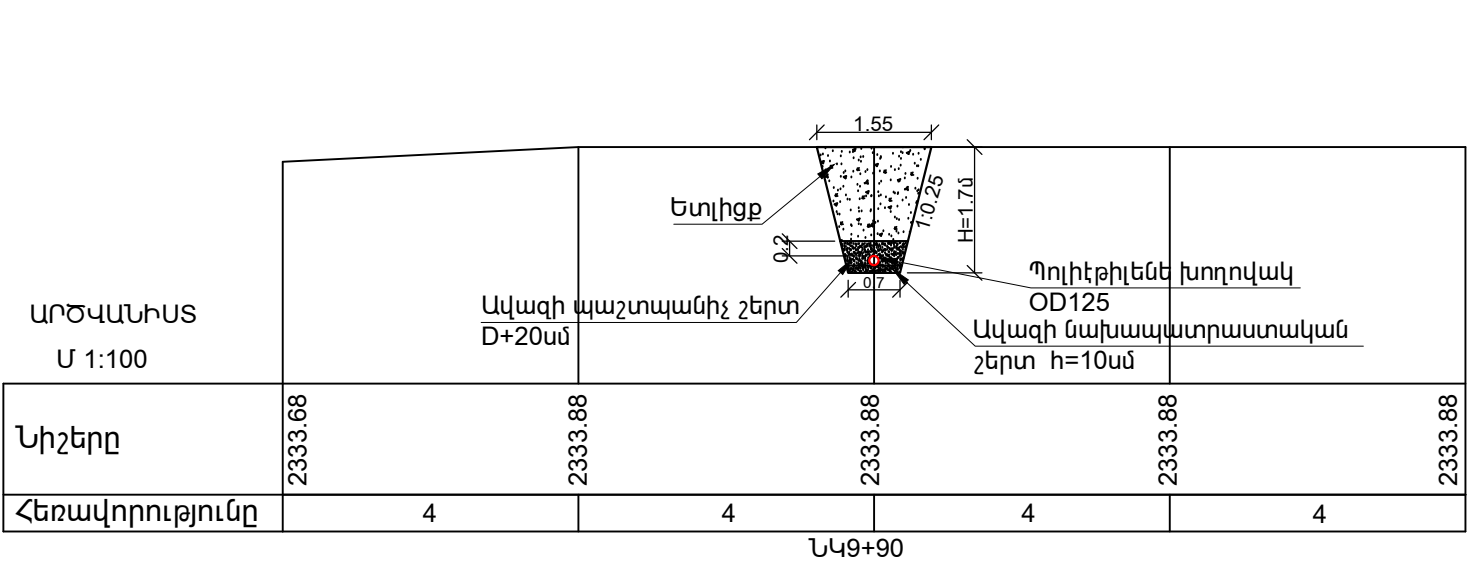 1.55
Ետլիցք
1:0.25
H=1.7մ
0.2
0.7
Պոլիէթիլենե խողովակ
OD125
Ավազի պաշտպանիչ շերտ
D+20սմ
Ավազի նախապատրաստական
շերտ h=10սմ
ԱՐԾՎԱՆԻՍՏ
Մ 1:100
Նիշերը
2333.68
2333.88
2333.88
2333.88
2333.88
Հեռավորությունը
4
4
4
4
ՆԿ9+90